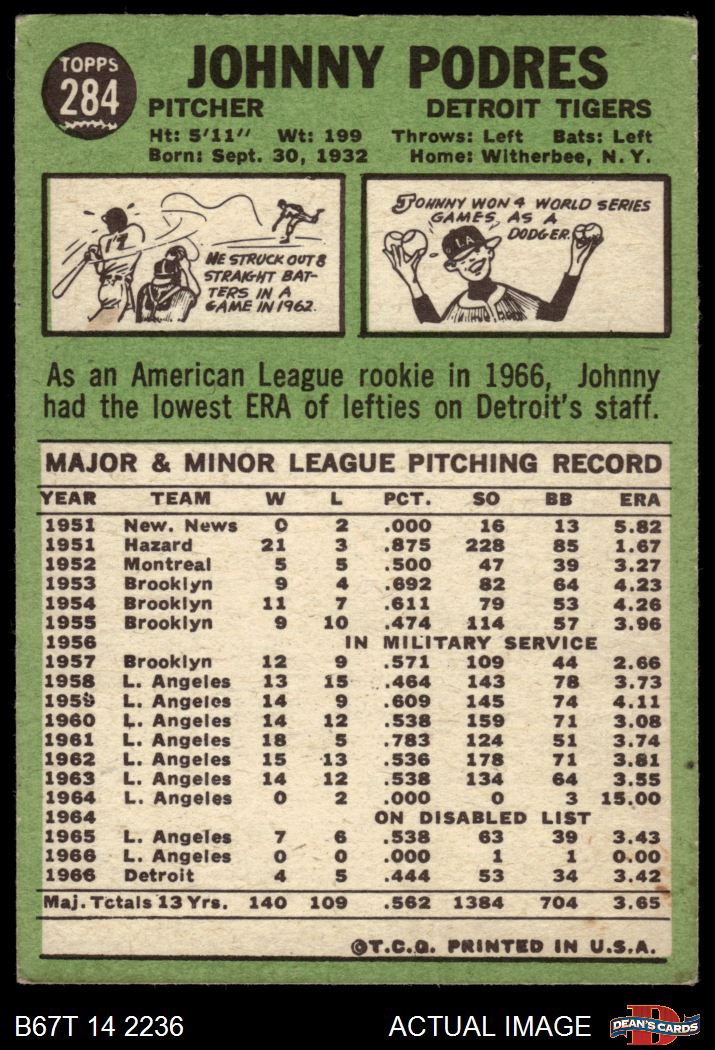 TOPPS
284
JOHNNY PODRES
PITCHER DETROIT TIGERS
Ht: 5'11" Wt: 199 Throws: Left Bats: Left
Born: Sept. 30, 1932 Home: Witherbee, N.Y.
HE STRUCK OUT 8
STRAIGHT BAT-
TERS IN A
GAME IN 1962.
JOHNNY WON 4 WORLD SERIES
GAMES, AS A
DODGER.
LA
As an American League rookie in 1966, Johnny
had the lowest ERA of lefties on Detroit's staff.
MAJOR & MINOR LEAGUE PITCHING RECORD
YEAR TEAM W L PCT. SO BB ERA
1951 New. News 0 2 .000 16 13 5.82
1951 Hazard 21 3 .875 228 85 1.67
1952 Montreal 5 5 .500 47 39 3.27
1953 Brooklyn 9 4 .692 82 64 4.23
1954 Brooklyn 11 7 .611 79 53 4.26
1955 Brooklyn 9 10 .474 114 57 3.96
1956 IN MILITARY SERVICE
1957 Brooklyn 12 9 .571 109 44 2.66
1958 L. Angeles 13 15 .464 143 78 3.73
1959 L. Angeles 14 9 .609 145 74 4.11
1960 L. Angeles 14 12 .538 159 71 3.08
1961 L. Angeles 18 5 .783 124 51 3.74
1962 L. Angeles 15 13 .536 178 71 3.81
1963 L. Angeles 14 12 .538 134 64 3.55
1964 L. Angeles 0 2 .000 0 3 15.00
1964 ON DISABLED LIST
1965 L. Angeles 7 6 .538 63 39 3.43
1966 L. Angeles 0 0 .000 1 1 0.00
1966 Detroit 4 5 .444 53 34 3.42
Maj. Totals 13 Yrs. 140 109 .562 1384 704 3.65
©T.C.G. PRINTED IN U.S.A.
B67T 14 2236 ACTUAL IMAGE
D
DEAN'S CARDS